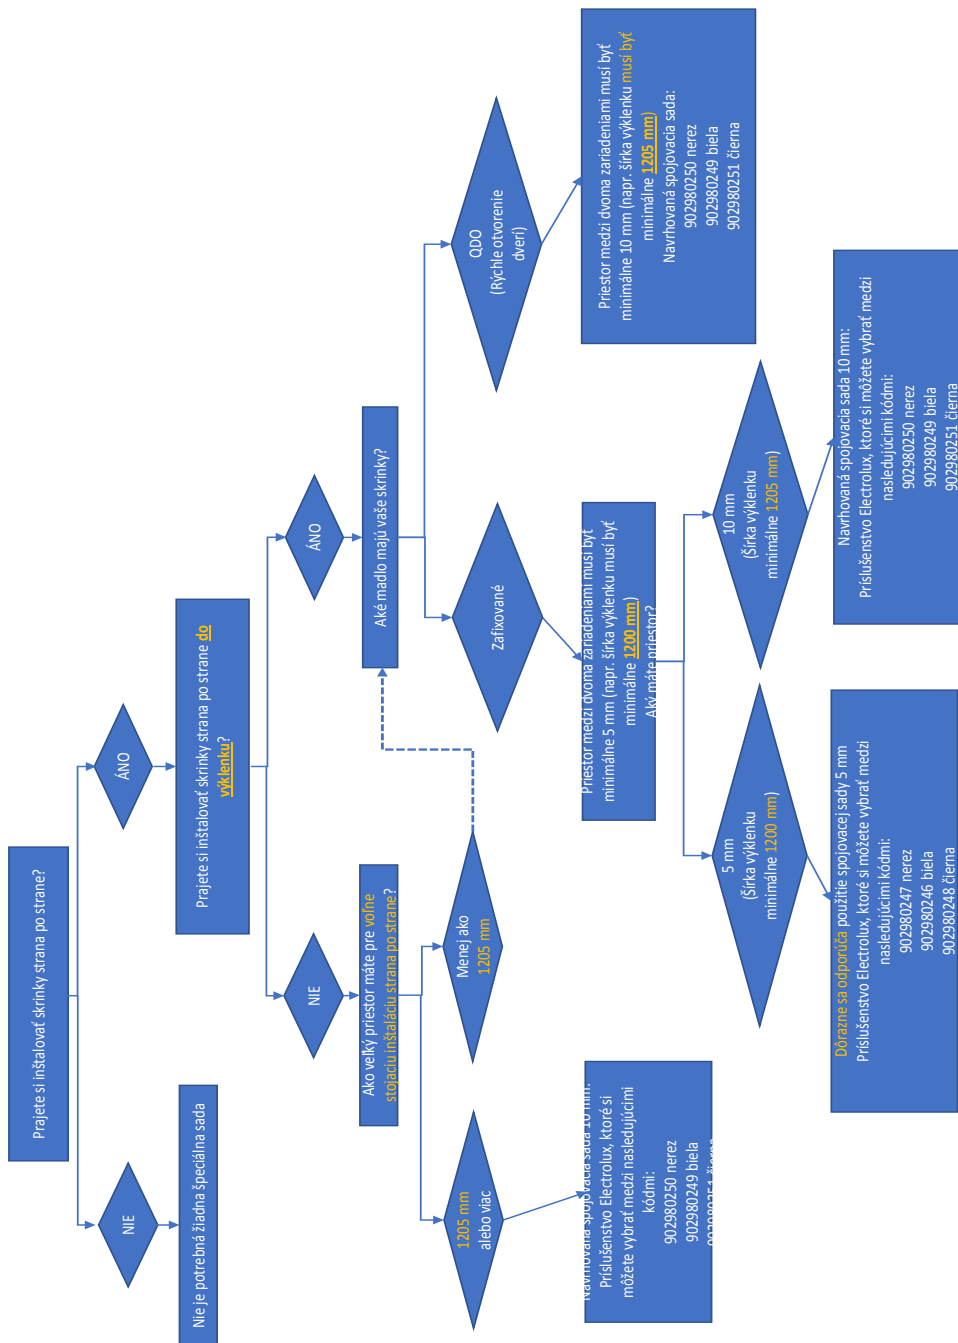 Prajete si inštalovať skrinky strana po strane?
NIE
Nie je potrebná žiadna špeciálna sada
ÁNO
Prajete si inštalovať skrinky strana po strane do
výklenku?
NIE
Ako veľký priestor máte pre voľne
stojaciu inštaláciu strana po strane?
1205 mm
alebo viac
Navrhovaná spojovacia sada 10 mm:
Príslušenstvo Electrolux, ktoré si
môžete vybrať medzi nasledujúcimi
kódmi:
902980250 nerez
902980249 biela
902980251 čierna
Menej ako
1205 mm
ÁNO
Aké madlo majú vaše skrinky?
Zafixované
Priestor medzi dvoma zariadeniami musí byť
minimálne 5 mm (napr. šírka výklenku musí byť
minimálne 1200 mm)
Aký máte priestor?
5 mm
(Šírka výklenku
minimálne 1200 mm)
Dôrazne sa odporúča použitie spojovacej sady 5 mm
Príslušenstvo Electrolux, ktoré si môžete vybrať medzi
nasledujúcimi kódmi:
902980247 nerez
902980246 biela
902980248 čierna
10 mm
(Šírka výklenku
minimálne 1205 mm)
Navrhovaná spojovacia sada 10 mm:
Príslušenstvo Electrolux, ktoré si môžete vybrať medzi
nasledujúcimi kódmi:
902980250 nerez
902980249 biela
902980251 čierna
QDO
(Rýchle otvorenie
dverí)
Priestor medzi dvoma zariadeniami musí byť
minimálne 10 mm (napr. šírka výklenku musí byť
minimálne 1205 mm)
Navrhovaná spojovacia sada:
902980250 nerez
902980249 biela
902980251 čierna